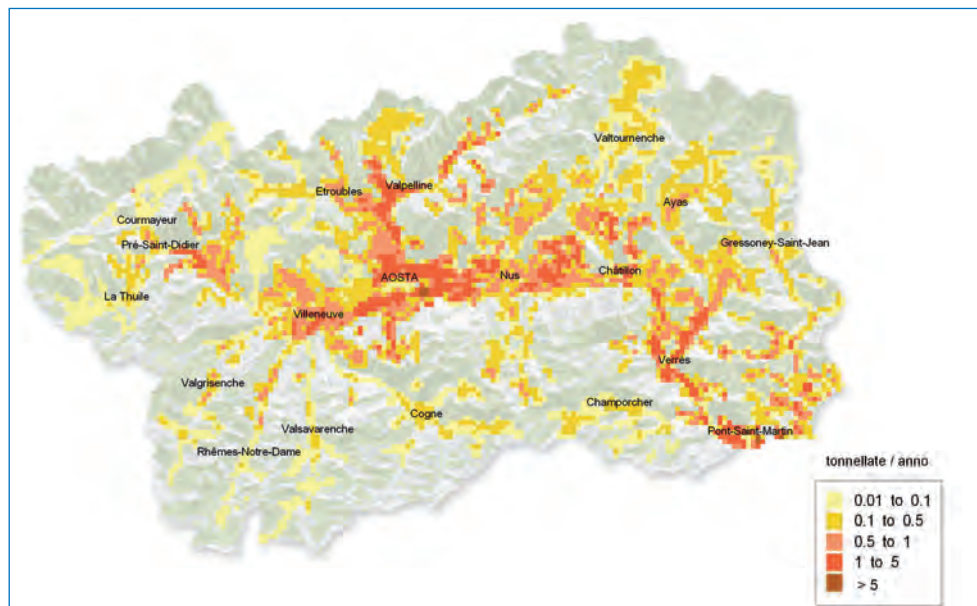 Valtournenche
Etroubles
Valpelline
Ayas
Courmayeur
Pré-Saint-Didier
Gressoney-Saint-Jean
AOSTA
Nus
Châtillon
La Thuile
Villeneuve
Verrès
Valgrisenche
Champorcher
Cogne
Valsavarenche
Pont-Saint-Martin
Rhêmes-Notre-Dame
tonnellate / anno
0.01 to 0.1
0.1 to 0.5
0.5 to 1
1 to 5
> 5